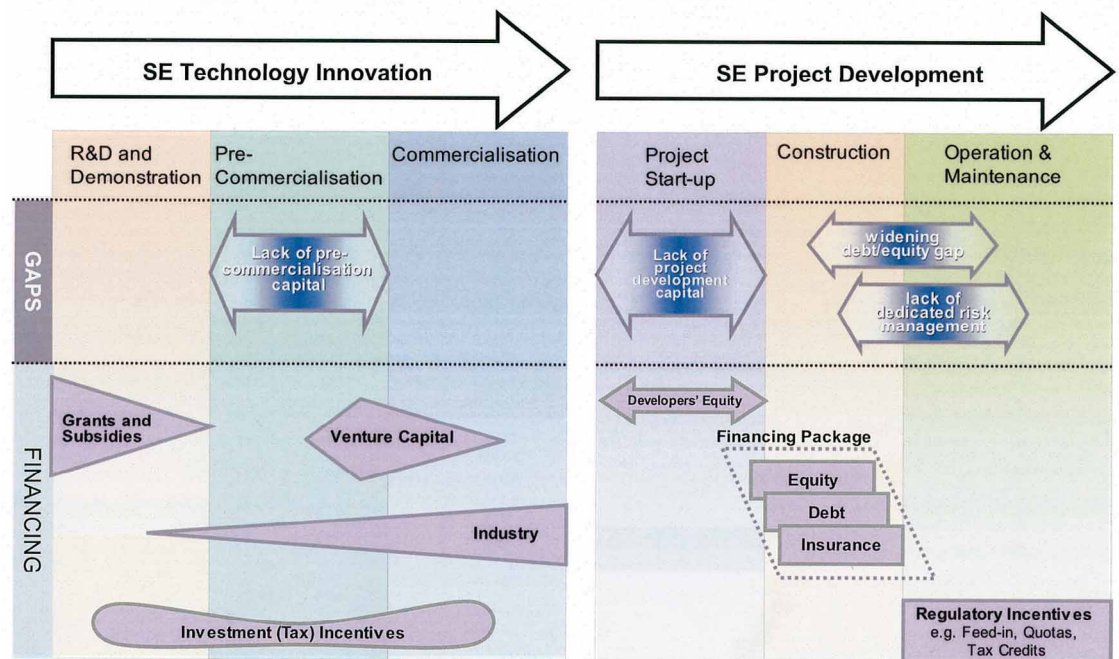 SE Technology Innovation
SE Project Development
R&D and
Demonstration
Pre-
Commercialisation
Commercialisation
Project
Start-up
Construction
Operation &
Maintenance
GAPS
Lack of pre-
commercialisation
capital
Lack of
project
development
capital
widening
debt/equity gap
lack of
dedicated risk
management
FINANCING
Grants and
Subsidies
Venture Capital
Industry
Investment (Tax) Incentives
Developers' Equity
Financing Package
Equity
Debt
Insurance
Regulatory Incentives
e.g. Feed-in, Quotas,
Tax Credits